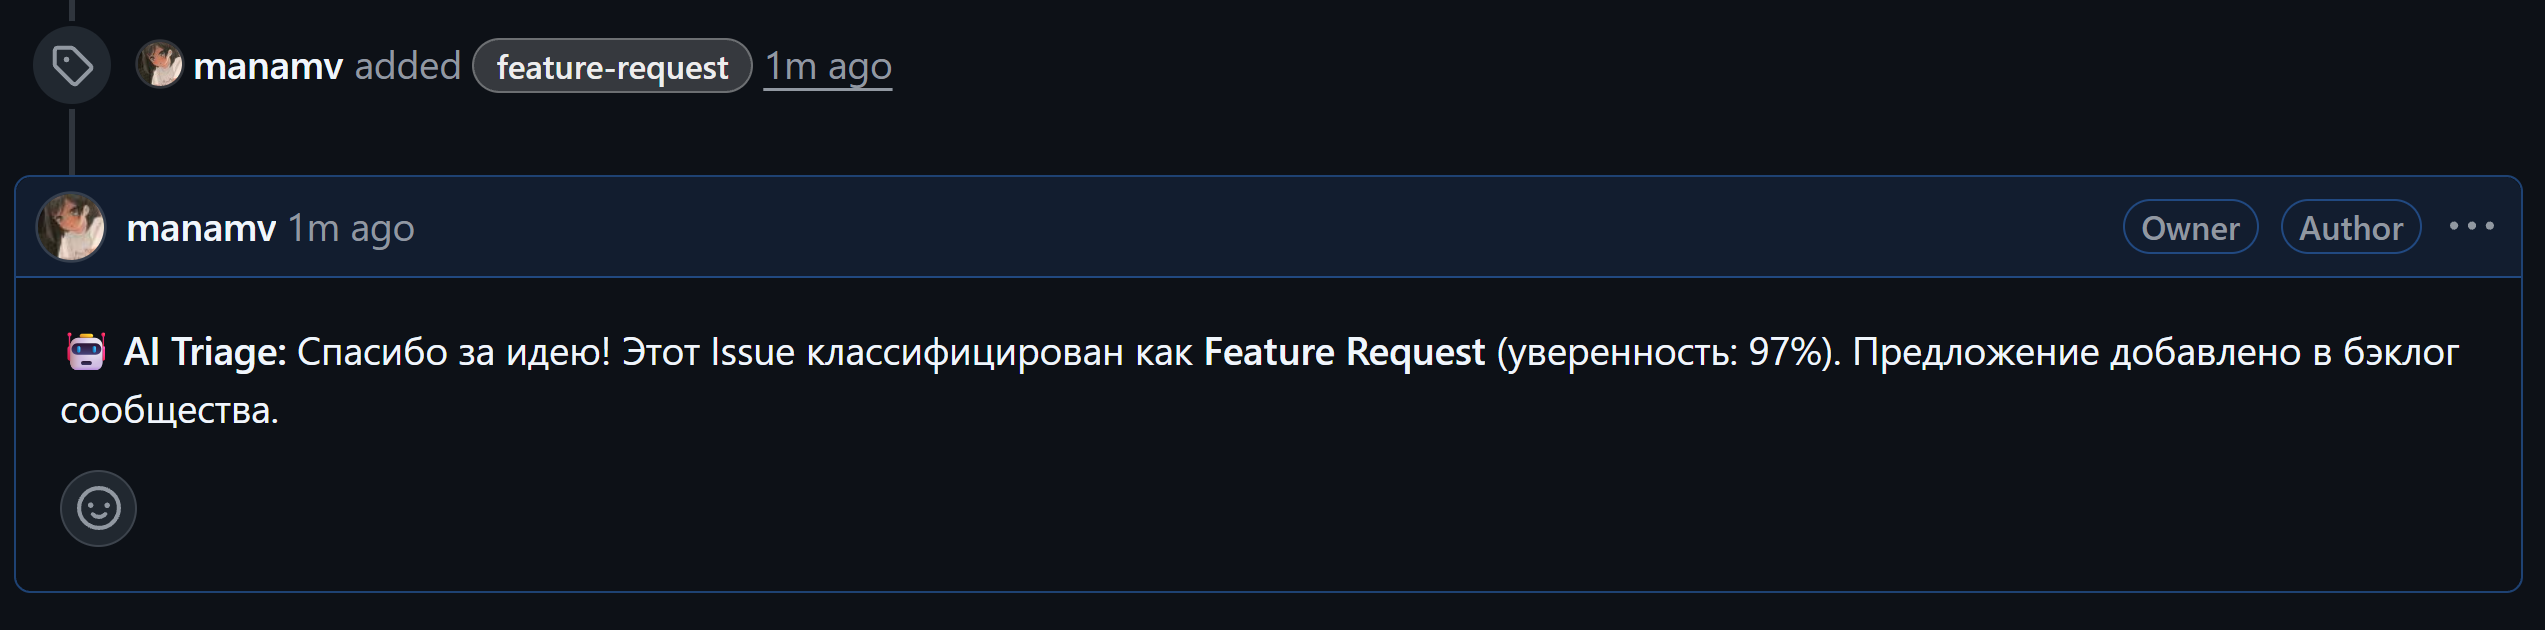 manamv added feature-request 1m ago
manamv 1m ago Owner Author
AI Triage: Спасибо за идею! Этот Issue классифицирован как Feature Request (уверенность: 97%). Предложение добавлено в бэклог
сообщества.